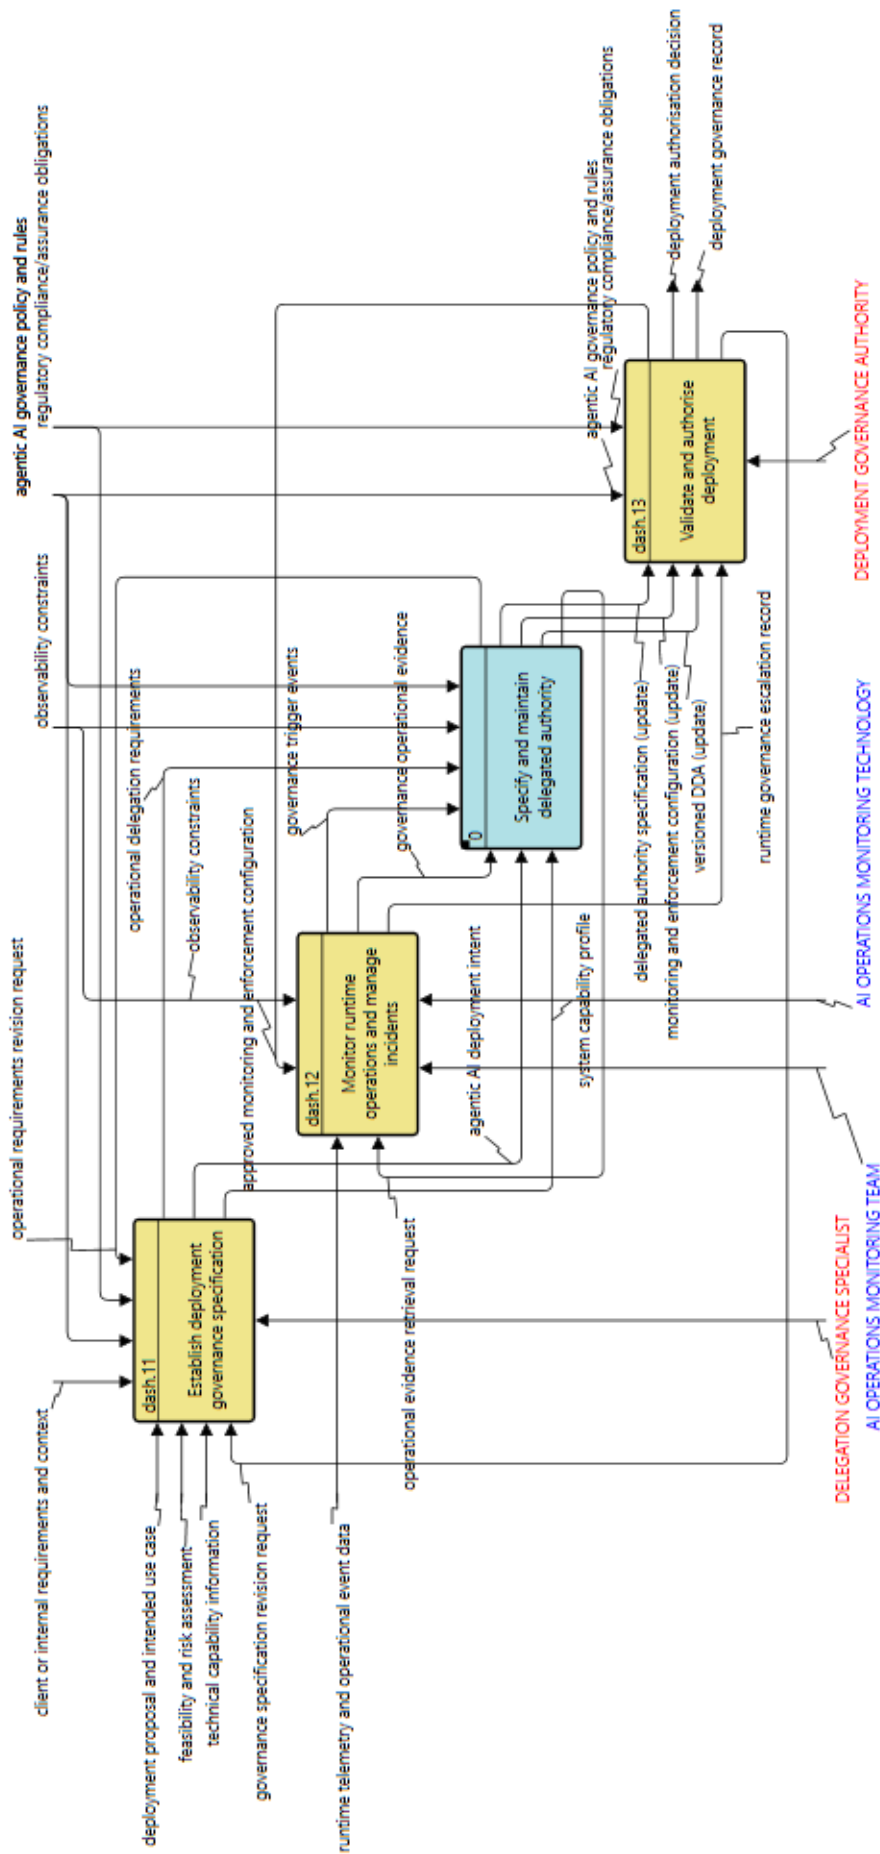 client or internal requirements and context
operational requirements revision request
observability constraints
agentic AI governance policy and rules
regulatory compliance/assurance obligations
deployment proposal and intended use case
feasibility and risk assessment
technical capability information
governance specification revision request
runtime telemetry and operational event data
dash.11
Establish deployment
governance specification
operational delegation requirements
observability constraints
approved monitoring and enforcement configuration
dash.12
Monitor runtime
operations and manage
incidents
governance trigger events
governance operational evidence
operational evidence retrieval request
agentic AI deployment intent
system capability profile
0
Specify and maintain
delegated authority
agentic AI governance policy and rules
regulatory compliance/assurance obligations
delegated authority specification (update)
monitoring and enforcement configuration (update)
versioned DDA (update)
runtime governance escalation record
dash.13
Validate and authorise
deployment
deployment authorisation decision
deployment governance record
DELEGATION GOVERNANCE SPECIALIST
AI OPERATIONS MONITORING TEAM
AI OPERATIONS MONITORING TECHNOLOGY
DEPLOYMENT GOVERNANCE AUTHORITY